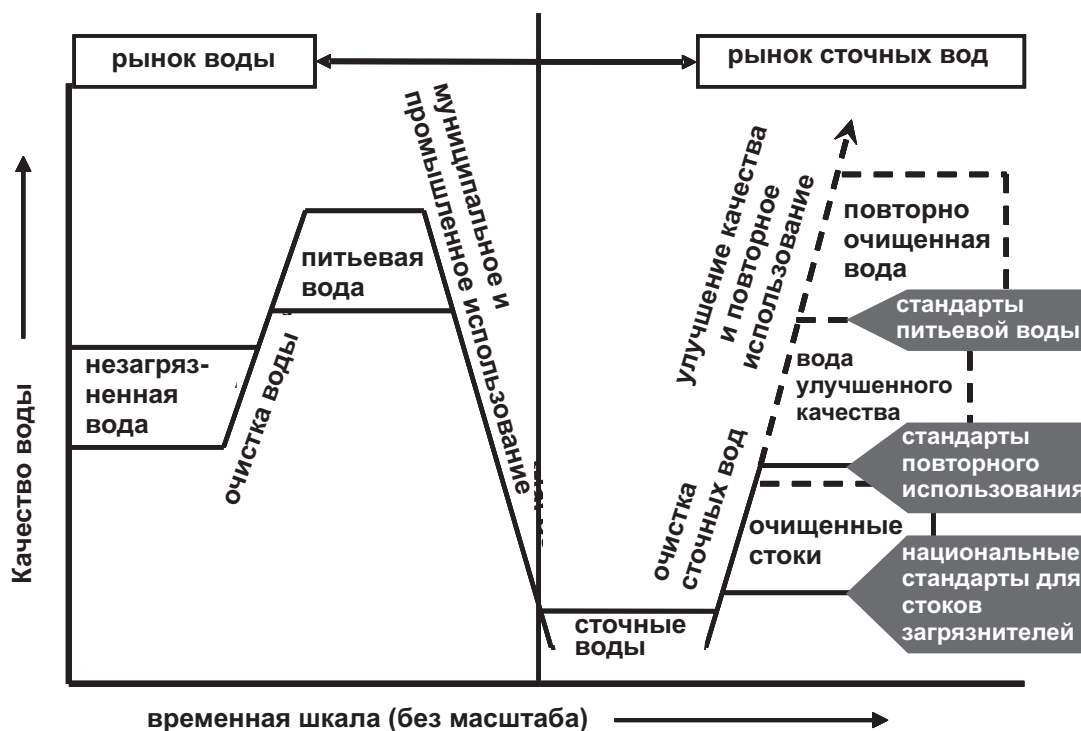 рынок воды
рынок сточных вод
Качество воды
незагряз-
ненная
вода
очистка воды
питьевая
вода
муниципальное и
промышленное использование
сточные
воды
очистка
сточных вод
улучшение качества
и повторное
использование
повторно
очищенная
вода
стандарты
питьевой воды
вода
улучшенного
качества
стандарты
повторного
использования
очищенные
стоки
национальные
стандарты для
стоков
загрязнителей
временная шкала (без масштаба)